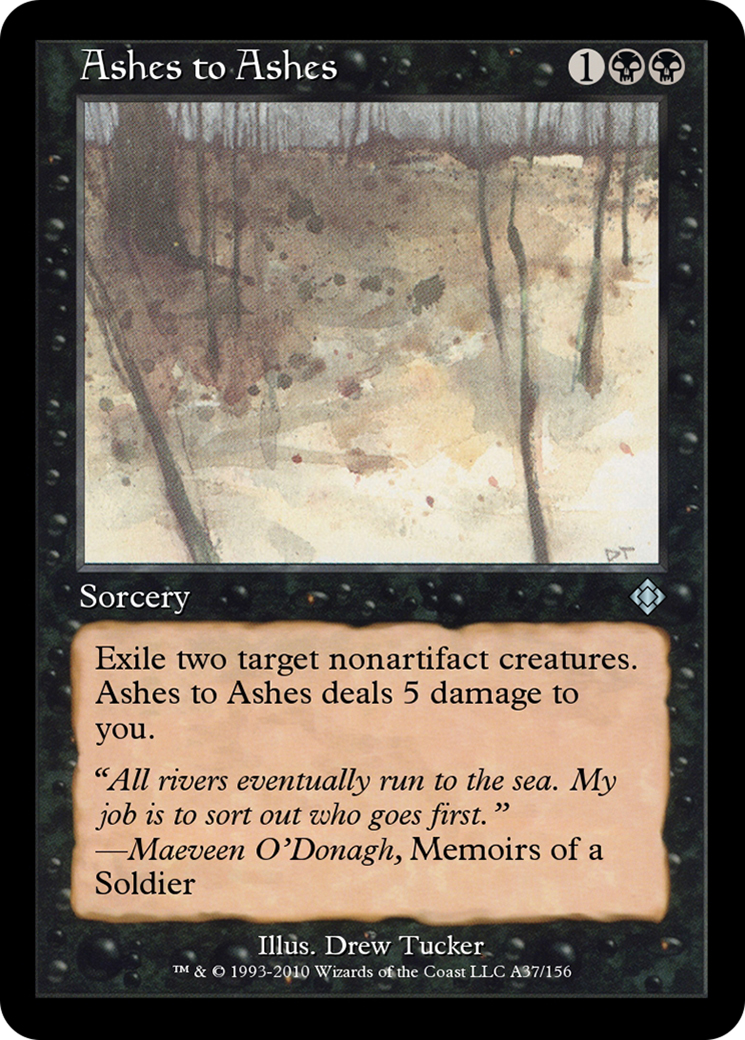 Ashes to Ashes
1
DT
Sorcery
Exile two target nonartifact creatures.
Ashes to Ashes deals 5 damage to
you.
“All rivers eventually run to the sea. My
job is to sort out who goes first.”
—Maeveen O’Donagh, Memoirs of a
Soldier
Illus. Drew Tucker
™ & © 1993-2010 Wizards of the Coast LLC A37/156